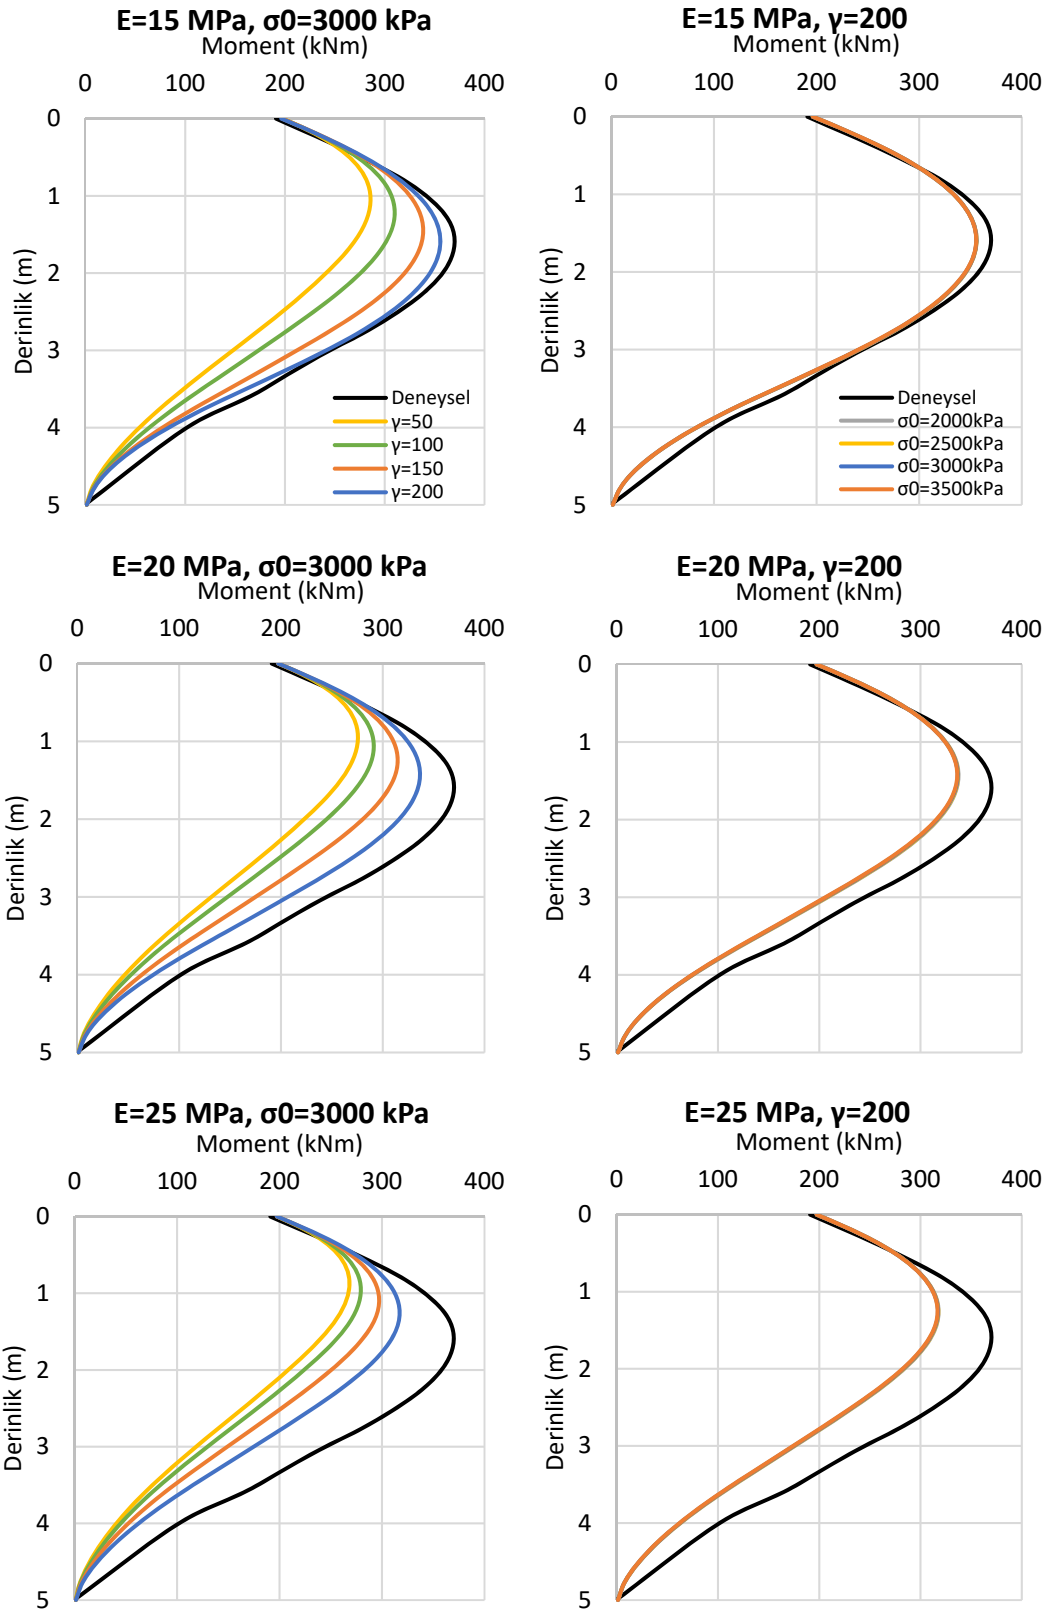 E=15 MPa, σ0=3000 kPa
Moment (kNm)
0 100 200 300 400
0
1
2
3
4
5
Derinlik (m)
Deneysel
γ=50
γ=100
γ=150
γ=200
E=15 MPa, γ=200
Moment (kNm)
0 100 200 300 400
0
1
2
3
4
5
Derinlik (m)
Deneysel
σ0=2000kPa
σ0=2500kPa
σ0=3000kPa
σ0=3500kPa
E=20 MPa, σ0=3000 kPa
Moment (kNm)
0 100 200 300 400
0
1
2
3
4
5
Derinlik (m)
E=20 MPa, γ=200
Moment (kNm)
0 100 200 300 400
0
1
2
3
4
5
Derinlik (m)
E=25 MPa, σ0=3000 kPa
Moment (kNm)
0 100 200 300 400
0
1
2
3
4
5
Derinlik (m)
E=25 MPa, γ=200
Moment (kNm)
0 100 200 300 400
0
1
2
3
4
5
Derinlik (m)